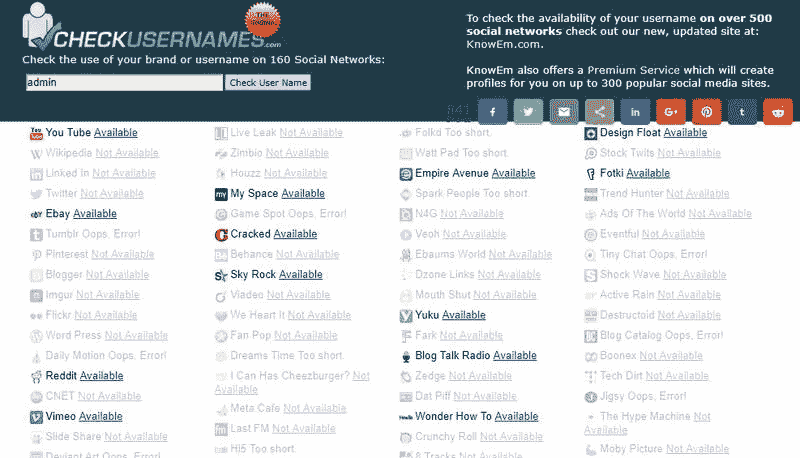 THE ORIGINAL
CHECKUSERNAMES.com
Check the use of your brand or username on 160 Social Networks:
admin
Check User Name
To check the availability of your username on over 500
social networks check out our new, updated site at:
KnowEm.com.
KnowEm also offers a Premium Service which will create
profiles for you on up to 300 popular social media sites.
841
You Tube Available
Wikipedia Not Available
Linked In Not Available
Twitter Not Available
Ebay Available
Tumblr Oops, Error!
Pinterest Not Available
Blogger Not Available
Imgur Not Available
Flickr Not Available
Word Press Not Available
Daily Motion Oops, Error!
Reddit Available
CNET Not Available
Vimeo Available
Slide Share Not Available
Deviant Art Oops, Error!
Live Leak Not Available
Zimbio Not Available
Houzz Not Available
My Space Available
Game Spot Oops, Error!
Cracked Available
Behance Not Available
Sky Rock Available
Viadeo Not Available
We Heart It Not Available
Fan Pop Not Available
Dreams Time Too short.
I Can Has Cheezburger? Not
Available
Meta Cafe Not Available
Last FM Not Available
HI5 Too short.
Folkd Too short.
Watt Pad Too short.
Empire Avenue Available
Spark People Too short.
N4G Not Available
Veoh Not Available
Ebaums World Not Available
Dzone Links Not Available
Mouth Shut Not Available
Yuku Available
Fark Not Available
Blog Talk Radio Available
Zedge Not Available
Dat Piff Not Available
Wonder How To Available
Crunchy Roll Not Available
8 Tracks Not Available
Design Float Available
Stock Twits Not Available
Fotki Available
Trend Hunter Not Available
Ads Of The World Not Available
Eventful Not Available
Tiny Chat Oops, Error!
Shock Wave Not Available
Active Rain Not Available
Destructoid Not Available
Blog Catalog Oops, Error!
Boonex Not Available
Tech Dirt Not Available
Jigsy Oops, Error!
The Hype Machine Not
Available
Moby Picture Not Available